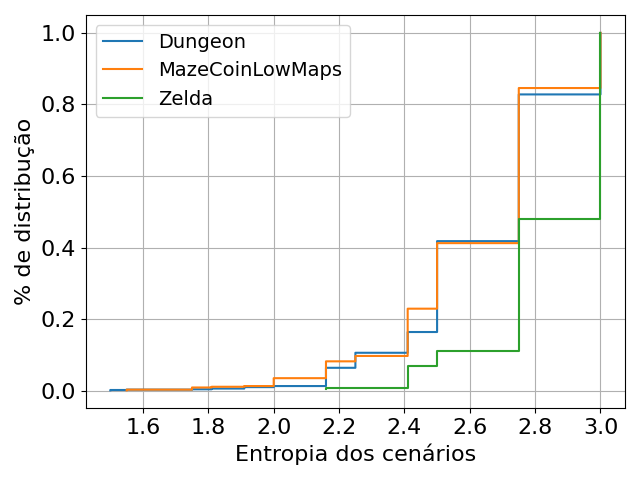 Dungeon
MazeCoinLowMaps
Zelda
% de distribução
1.0
0.8
0.6
0.4
0.2
0.0
1.6 1.8 2.0 2.2 2.4 2.6 2.8 3.0
Entropia dos cenários